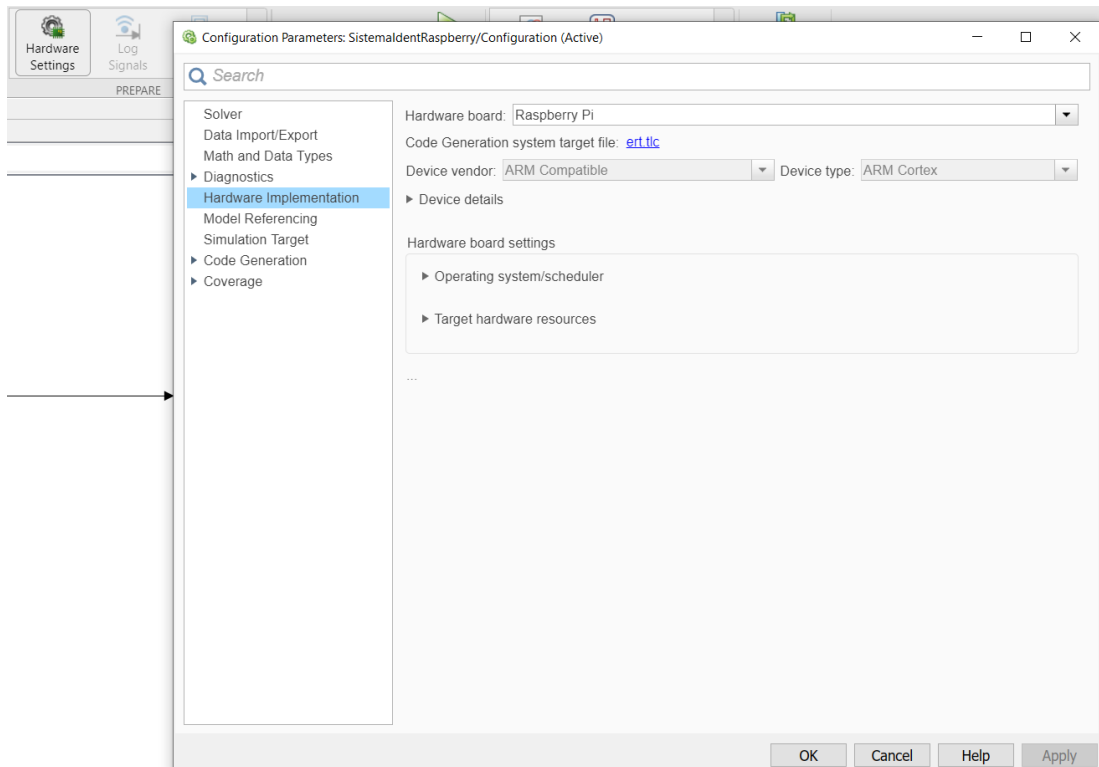 Hardware
Settings
Log
Signals
PREPARE
Configuration Parameters: SistemaIdentRaspberry/Configuration (Active)
Search
Solver
Data Import/Export
Math and Data Types
Diagnostics
Hardware Implementation
Model Referencing
Simulation Target
Code Generation
Coverage
Hardware board: Raspberry Pi
Code Generation system target file: ert.tlc
Device vendor: ARM Compatible Device type: ARM Cortex
Device details
Hardware board settings
Operating system/scheduler
Target hardware resources
...
OK Cancel Help Apply